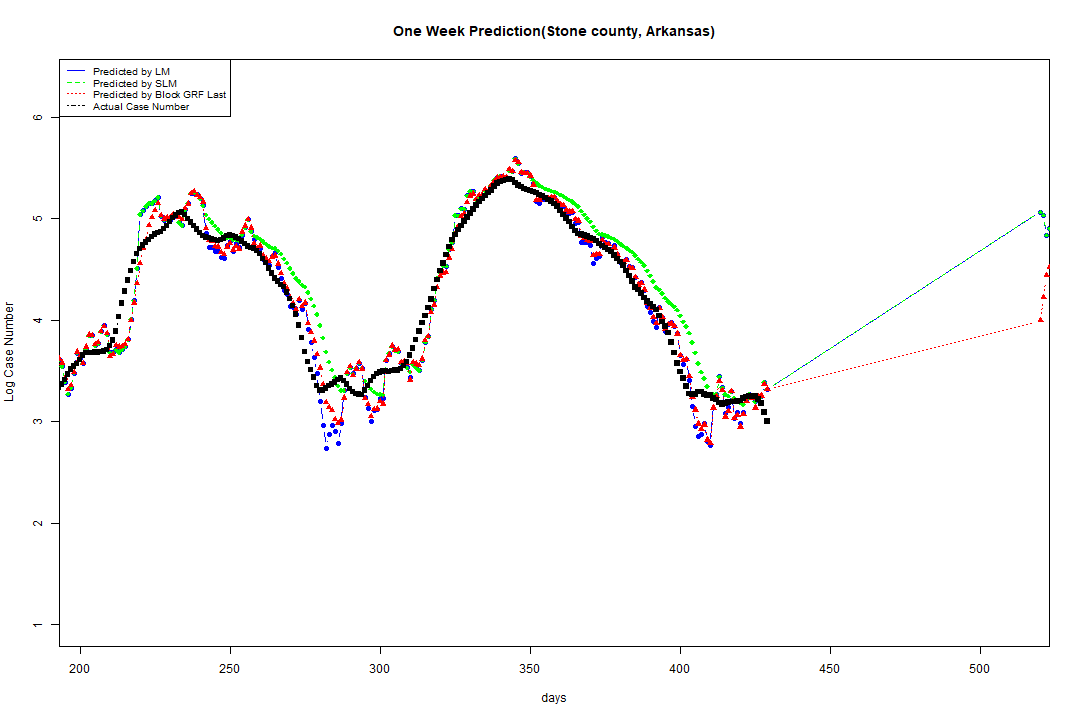 One Week Prediction(Stone county, Arkansas)
Predicted by LM
Predicted by SLM
Predicted by Block GRF Last
Actual Case Number
6
5
4
3
2
1
Log Case Number
200 250 300 350 400 450 500
days